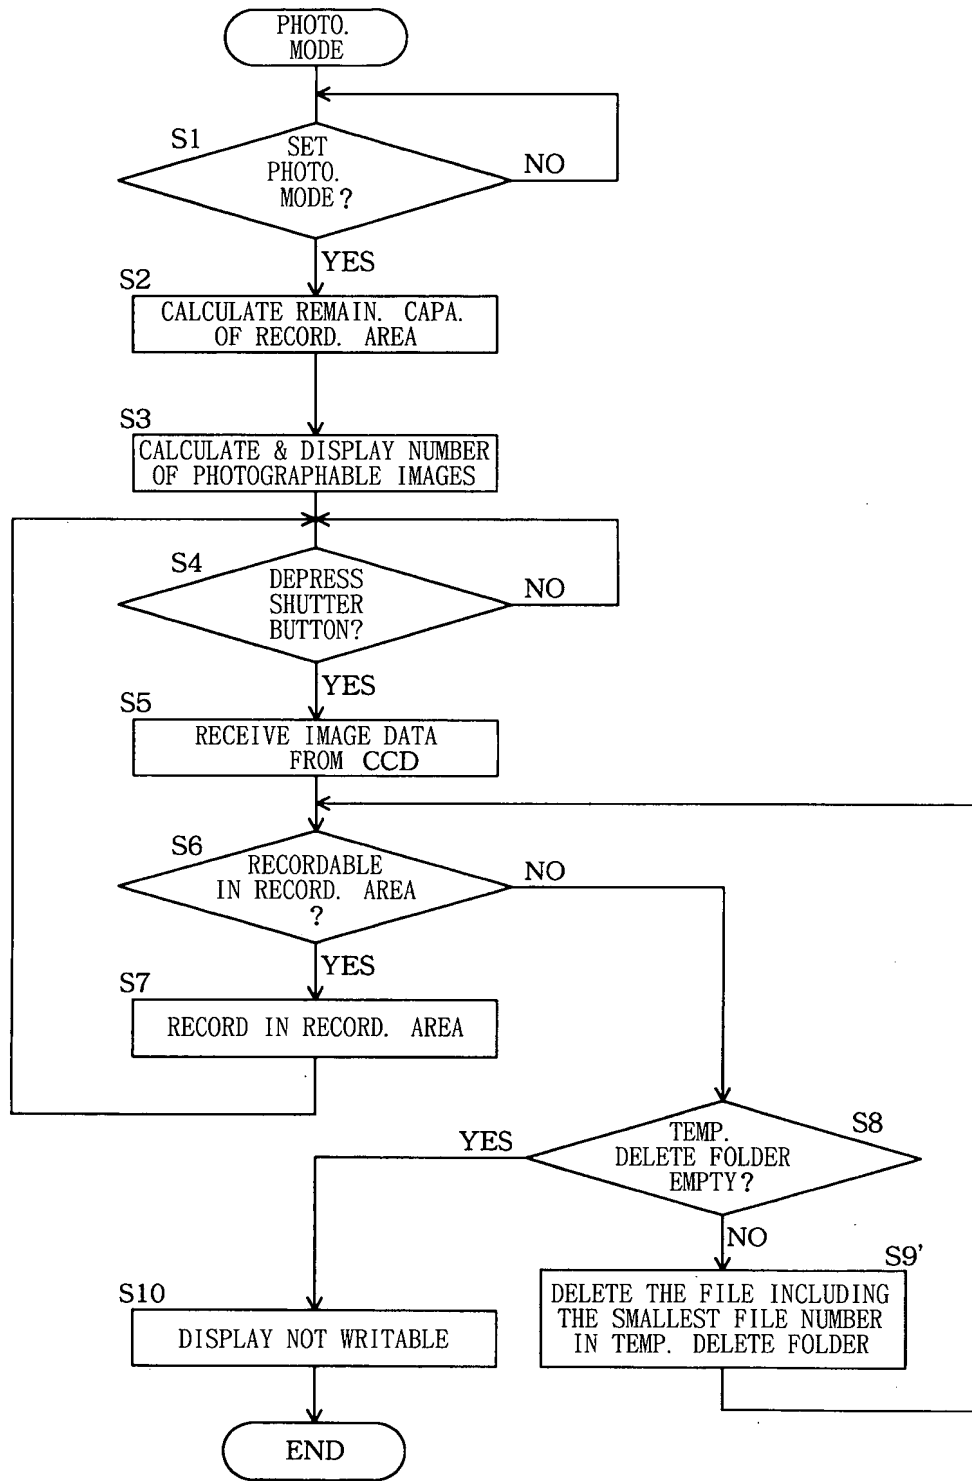 PHOTO.
MODE
S1
SET
PHOTO.
MODE?
NO
YES
S2
CALCULATE REMAIN. CAPA.
OF RECORD. AREA
S3
CALCULATE & DISPLAY NUMBER
OF PHOTOGRAPHABLE IMAGES
S4
DEPRESS
SHUTTER
BUTTON?
NO
YES
S5
RECEIVE IMAGE DATA
FROM CCD
S6
RECORDABLE
IN RECORD. AREA
?
NO
YES
S7
RECORD IN RECORD. AREA
S8
TEMP.
DELETE FOLDER
EMPTY?
YES
NO
S9'
DELETE THE FILE INCLUDING
THE SMALLEST FILE NUMBER
IN TEMP. DELETE FOLDER
S10
DISPLAY NOT WRITABLE
END